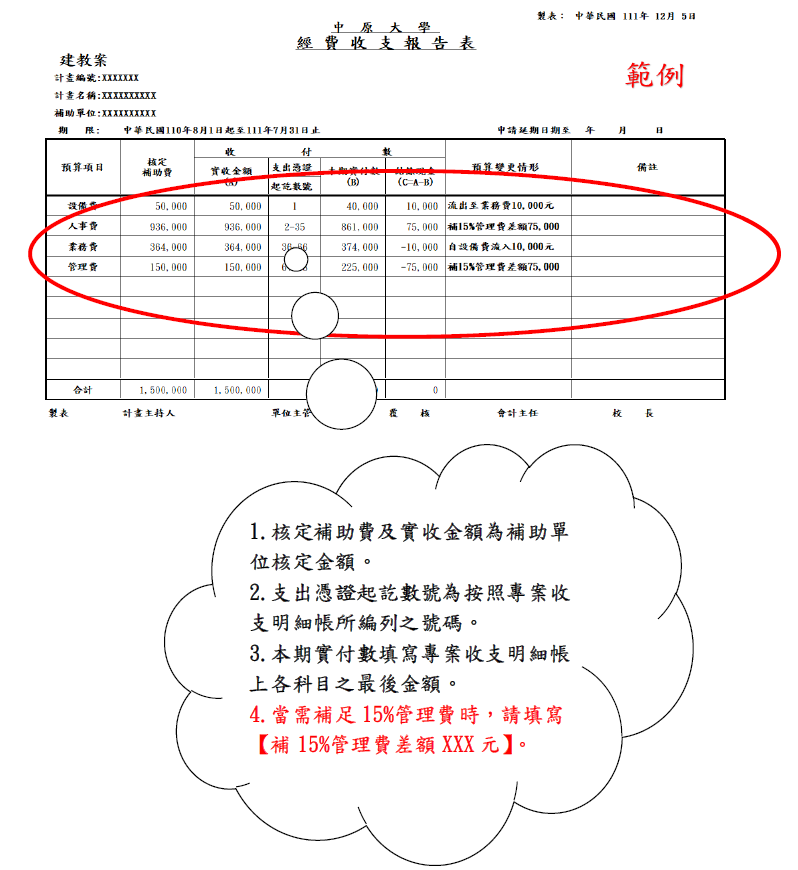 製表： 中華民國 111年 12月 5日
中 原 大 學
經 費 收 支 報 告 表
範例
建教案
計畫編號:XXXXXXX
計畫名稱:XXXXXXXXXX
補助單位:XXXXXXXXXX
期 限: 中華民國110年8月1日起至111年7月31日止 申請延期日期至 年 月 日
預算項目 核定補助費 收 付 數 預算變更情形 備註
實收金額(A) 支出憑證起訖數號 本期實付數(B) 結餘現金(C=A-B)
設備費 50,000 50,000 1 40,000 10,000 流出至業務費10,000元
人事費 936,000 936,000 2-35 861,000 75,000 補15%管理費差額75,000
業務費 364,000 364,000 374,000 -10,000 自設備費流入10,000元
管理費 150,000 150,000 225,000 -75,000 補15%管理費差額75,000
合計 1,500,000 1,500,000 0
製表 計畫主持人 單位主管 覆 核 會計主任 校 長
1.核定補助費及實收金額為補助單
位核定金額。
2.支出憑證起訖數號為按照專案收
支明細帳所編列之號碼。
3.本期實付數填寫專案收支明細帳
上各科目之最後金額。
4.當需補足 15%管理費時，請填寫
【補 15%管理費差額 XXX 元】。